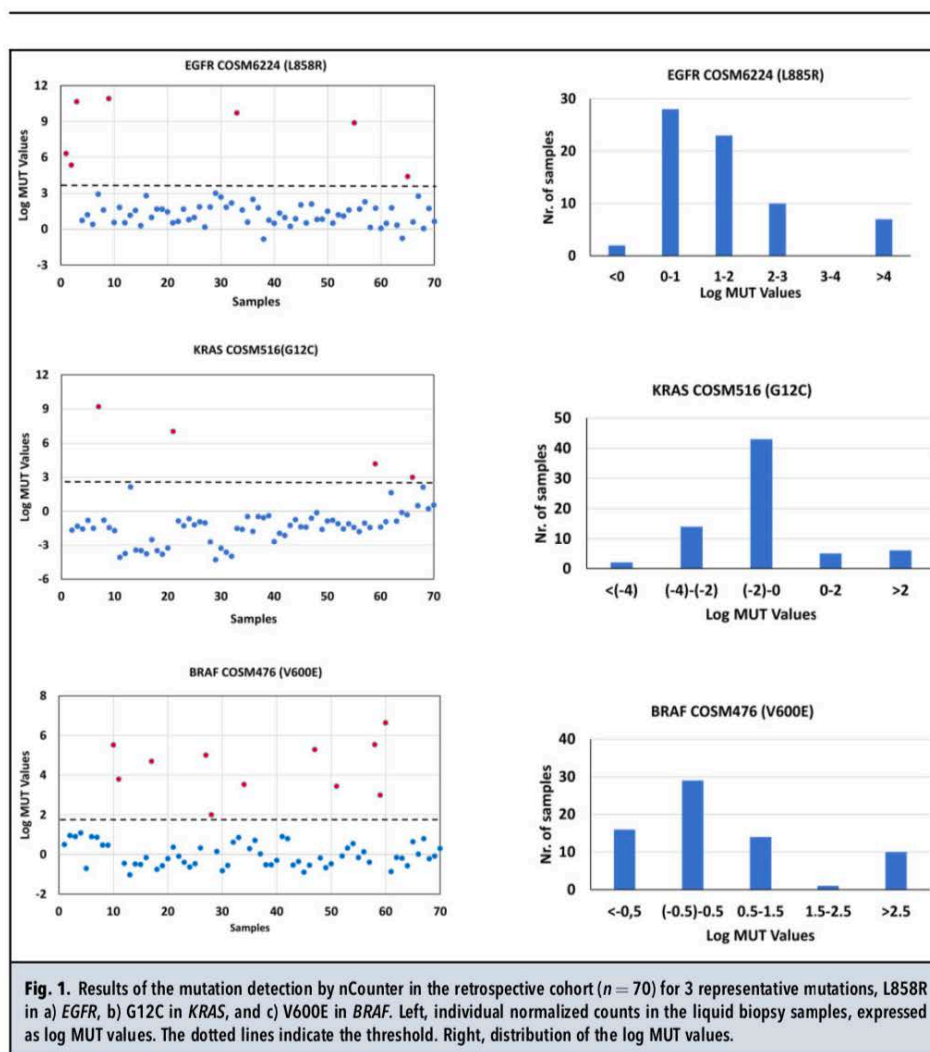 EGFR COSM6224 (L858R)
12
9
6
3
0
-3
Log MUT Values
0 10 20 30 40 50 60 70
Samples
EGFR COSM6224 (L885R)
30
20
10
0
Nr. of samples
<0 0-1 1-2 2-3 3-4 >4
Log MUT Values
KRAS COSM516(G12C)
12
9
6
3
0
-3
-6
Log MUT Values
0 10 20 30 40 50 60 70
Samples
KRAS COSM516 (G12C)
50
40
30
20
10
0
Nr. of samples
<(-4) (-4)-(-2) (-2)-0 0-2 >2
Log MUT Values
BRAF COSM476 (V600E)
8
6
4
2
0
-2
Log MUT Values
0 10 20 30 40 50 60 70
Samples
BRAF COSM476 (V600E)
40
30
20
10
0
Nr. of samples
<-0,5 (-0.5)-0.5 0.5-1.5 1.5-2.5 >2.5
Log MUT Values
Fig. 1. Results of the mutation detection by nCounter in the retrospective cohort (n = 70) for 3 representative mutations, L858R
in a) EGFR, b) G12C in KRAS, and c) V600E in BRAF. Left, individual normalized counts in the liquid biopsy samples, expressed
as log MUT values. The dotted lines indicate the threshold. Right, distribution of the log MUT values.